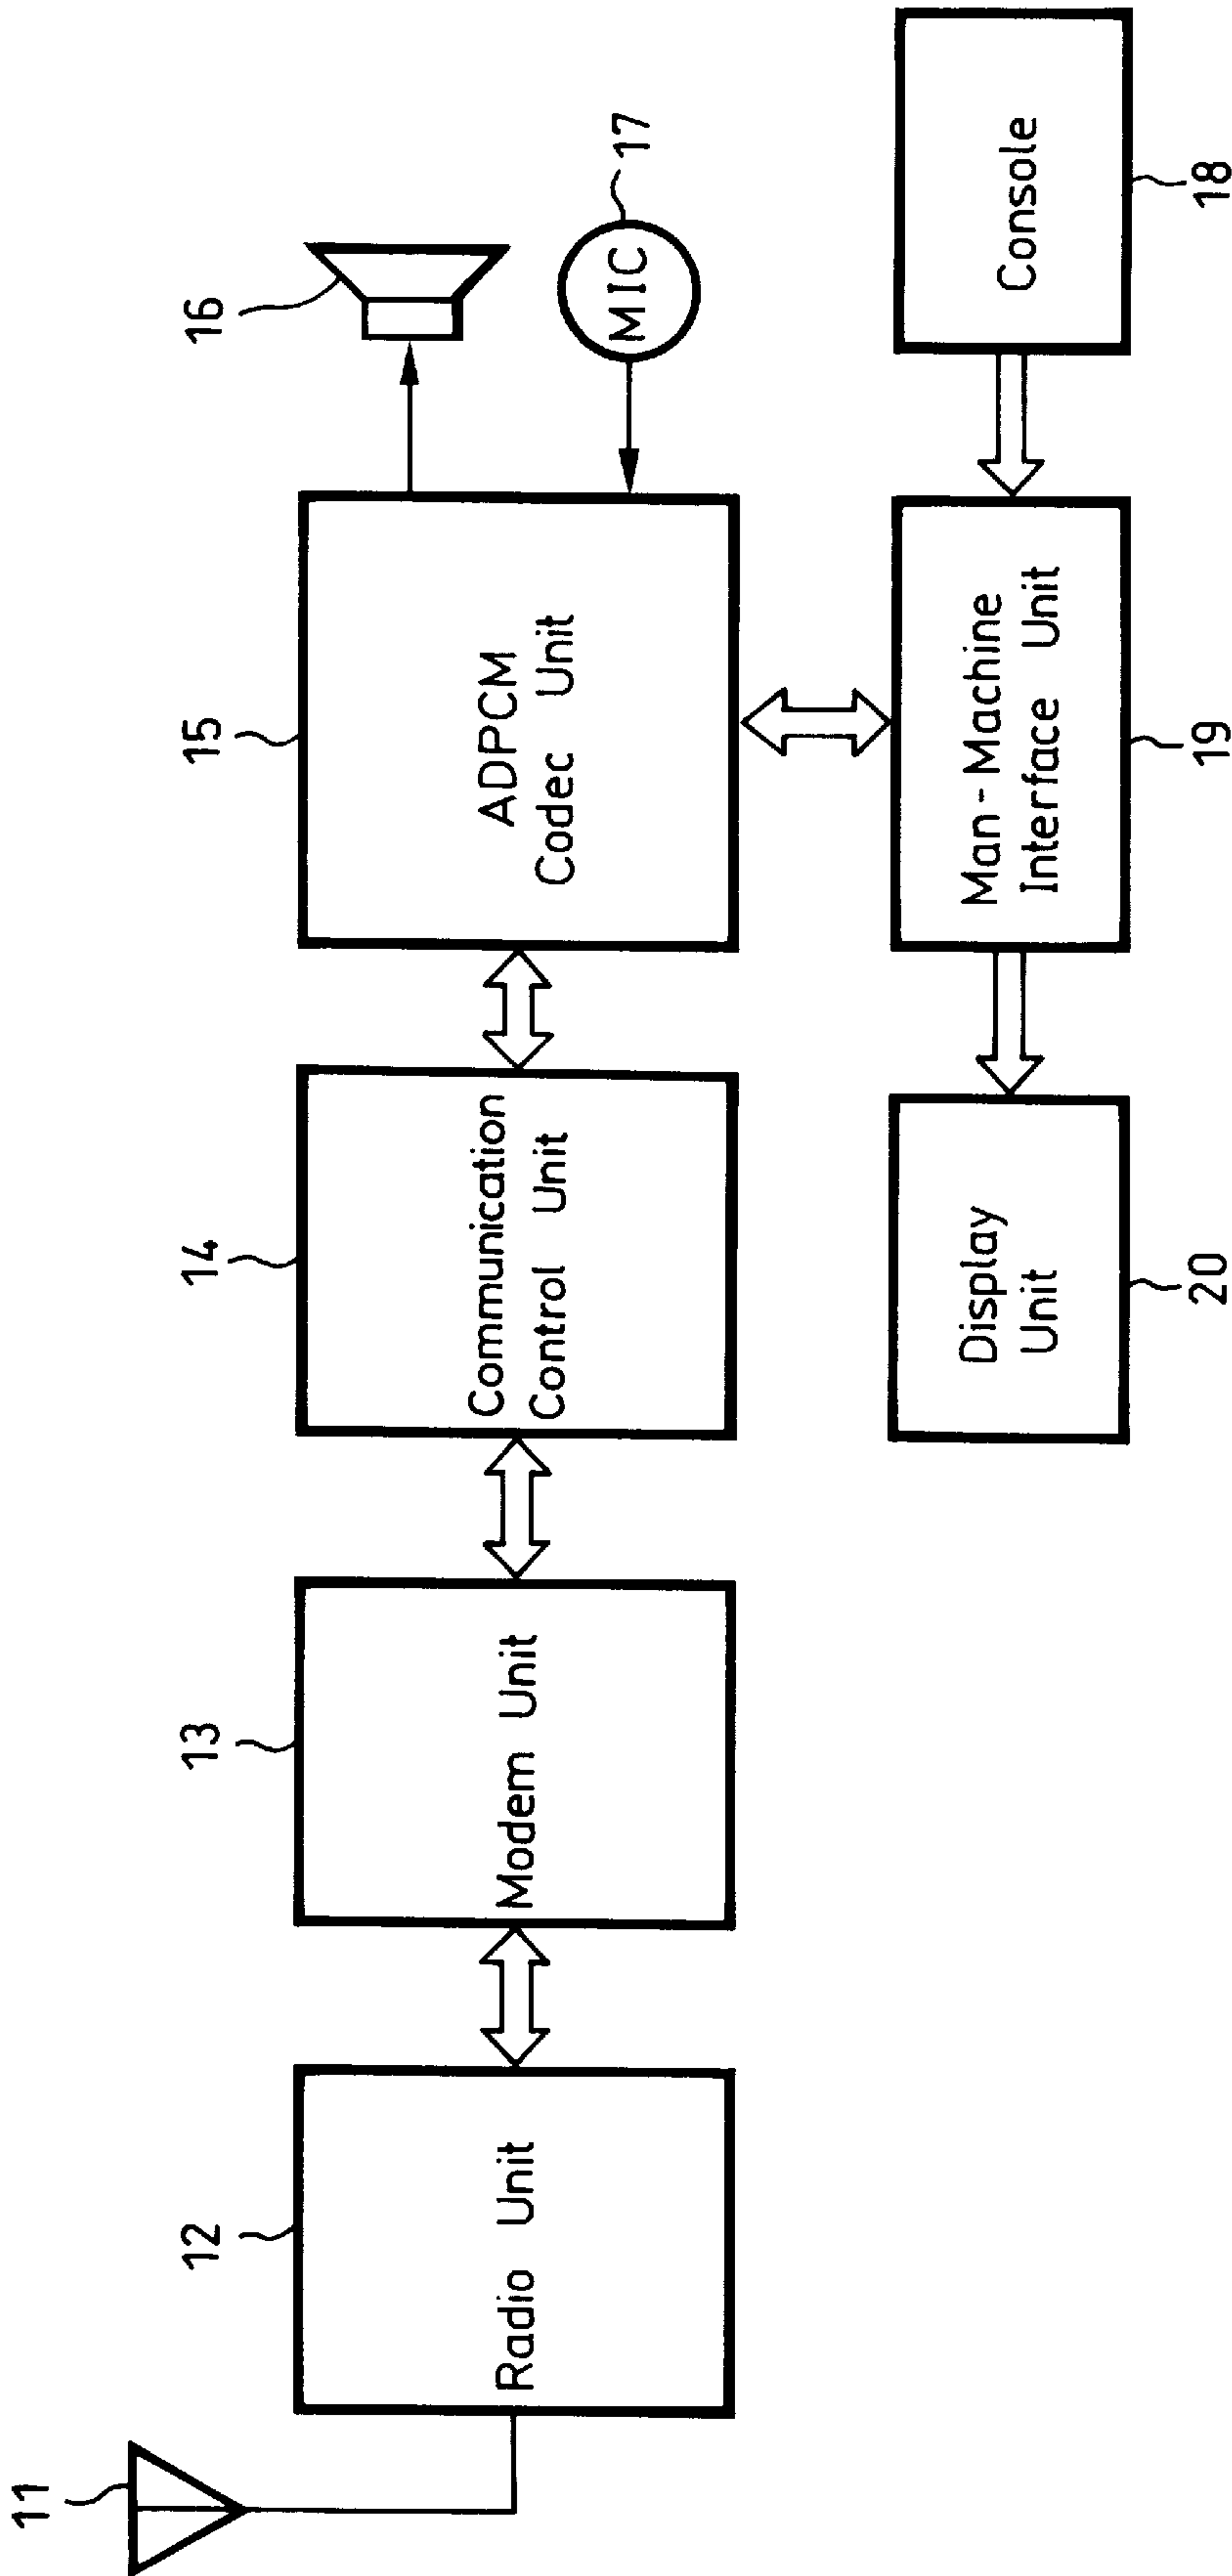 11
12
13
14
15
16
17
Radio Unit
Modem Unit
Communication
Control Unit
ADPCM
Codec Unit
MIC
Display
Unit
Man-Machine
Interface Unit
Console
20
19
18